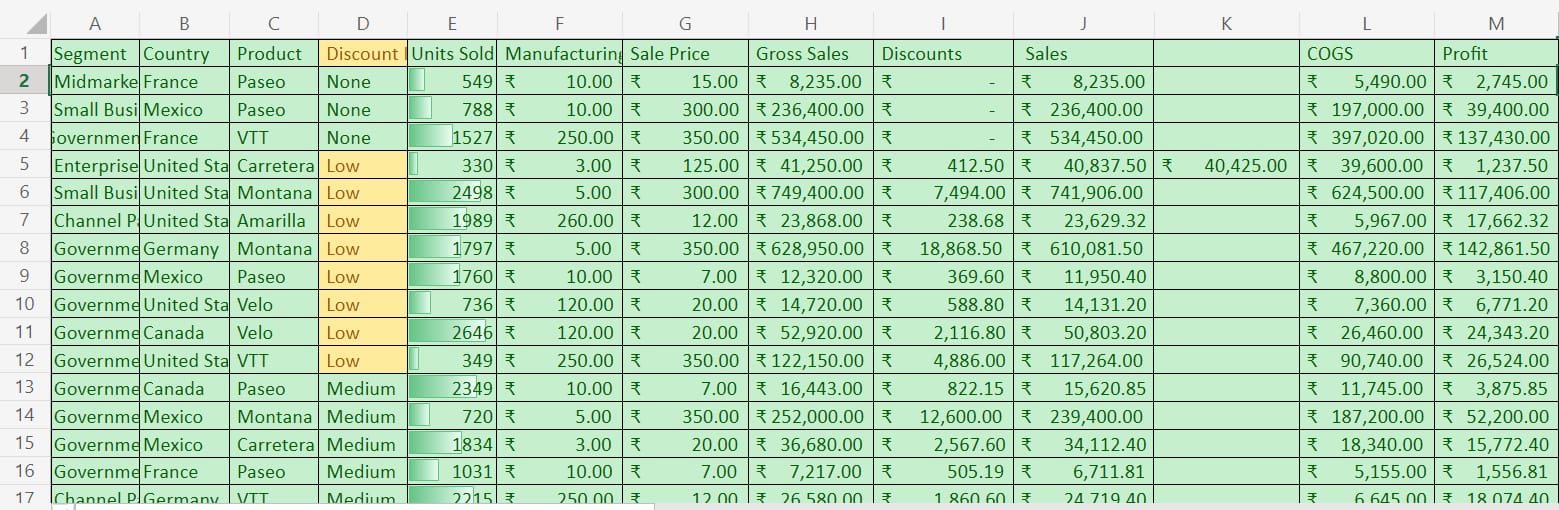 A B C D E F G H I J K L M
1 Segment Country Product Discount Units Sold Manufacturing Sale Price Gross Sales Discounts Sales COGS Profit
2 Midmarke France Paseo None 549 ₹ 10.00 ₹ 15.00 ₹ 8,235.00 ₹ - ₹ 8,235.00 ₹ 5,490.00 ₹ 2,745.00
3 Small Busi Mexico Paseo None 788 ₹ 10.00 ₹ 300.00 ₹ 236,400.00 ₹ - ₹ 236,400.00 ₹ 197,000.00 ₹ 39,400.00
4 Governmen France VTT None 1527 ₹ 250.00 ₹ 350.00 ₹ 534,450.00 ₹ - ₹ 534,450.00 ₹ 397,020.00 ₹ 137,430.00
5 Enterprise United Sta Carretera Low 330 ₹ 3.00 ₹ 125.00 ₹ 41,250.00 ₹ 412.50 ₹ 40,837.50 ₹ 40,425.00 ₹ 39,600.00 ₹ 1,237.50
6 Small Busi United Sta Montana Low 2498 ₹ 5.00 ₹ 300.00 ₹ 749,400.00 ₹ 7,494.00 ₹ 741,906.00 ₹ 624,500.00 ₹ 117,406.00
7 Channel Pa United Sta Amarilla Low 1989 ₹ 260.00 ₹ 12.00 ₹ 23,868.00 ₹ 238.68 ₹ 23,629.32 ₹ 5,967.00 ₹ 17,662.32
8 Governme Germany Montana Low 1797 ₹ 5.00 ₹ 350.00 ₹ 628,950.00 ₹ 18,868.50 ₹ 610,081.50 ₹ 467,220.00 ₹ 142,861.50
9 Governme Mexico Paseo Low 1760 ₹ 10.00 ₹ 7.00 ₹ 12,320.00 ₹ 369.60 ₹ 11,950.40 ₹ 8,800.00 ₹ 3,150.40
10 Governme United Sta Velo Low 736 ₹ 120.00 ₹ 20.00 ₹ 14,720.00 ₹ 588.80 ₹ 14,131.20 ₹ 7,360.00 ₹ 6,771.20
11 Governme Canada Velo Low 2646 ₹ 120.00 ₹ 20.00 ₹ 52,920.00 ₹ 2,116.80 ₹ 50,803.20 ₹ 26,460.00 ₹ 24,343.20
12 Governme United Sta VTT Low 349 ₹ 250.00 ₹ 350.00 ₹ 122,150.00 ₹ 4,886.00 ₹ 117,264.00 ₹ 90,740.00 ₹ 26,524.00
13 Governme Canada Paseo Medium 2349 ₹ 10.00 ₹ 7.00 ₹ 16,443.00 ₹ 822.15 ₹ 15,620.85 ₹ 11,745.00 ₹ 3,875.85
14 Governme Mexico Montana Medium 720 ₹ 5.00 ₹ 350.00 ₹ 252,000.00 ₹ 12,600.00 ₹ 239,400.00 ₹ 187,200.00 ₹ 52,200.00
15 Governme Mexico Carretera Medium 1834 ₹ 3.00 ₹ 20.00 ₹ 36,680.00 ₹ 2,567.60 ₹ 34,112.40 ₹ 18,340.00 ₹ 15,772.40
16 Governme France Paseo Medium 1031 ₹ 10.00 ₹ 7.00 ₹ 7,217.00 ₹ 505.19 ₹ 6,711.81 ₹ 5,155.00 ₹ 1,556.81
17 Channel Pa Germany VTT Medium 2215 ₹ 250.00 ₹ 12.00 ₹ 26,580.00 ₹ 1,860.60 ₹ 24,719.40 ₹ 6,645.00 ₹ 18,074.40